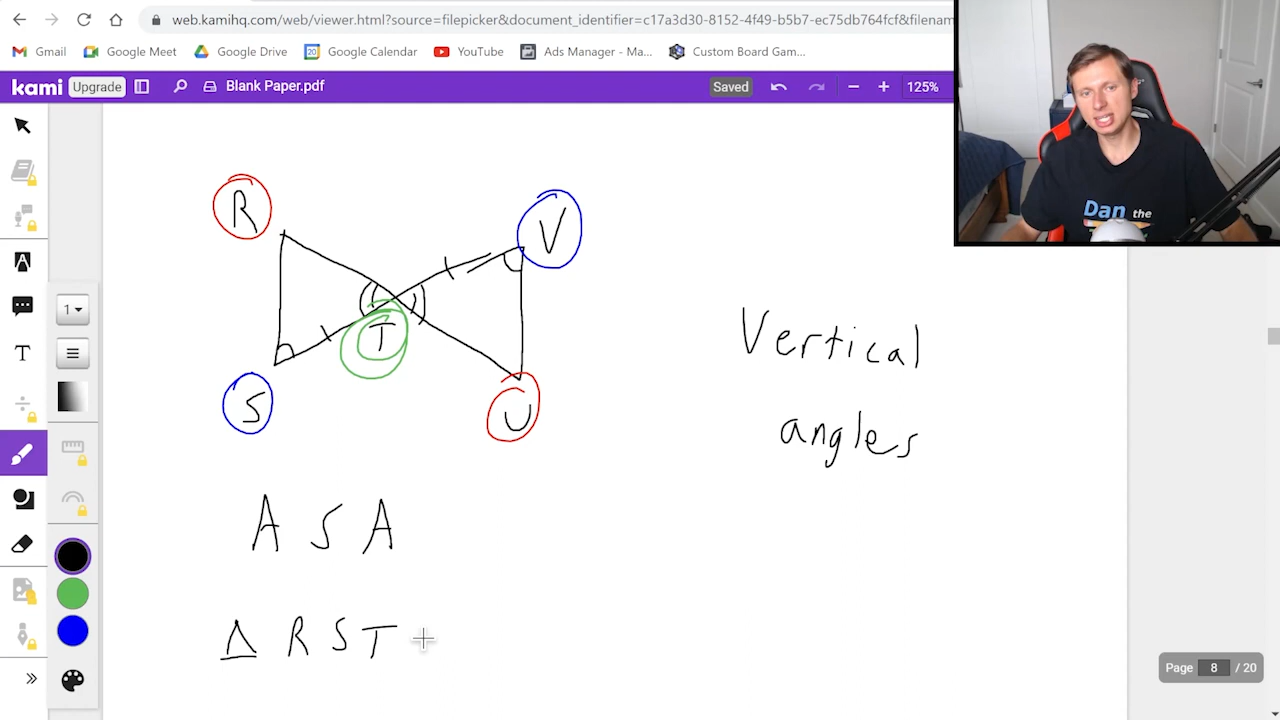 web.kamihq.com/web/viewer.html?source=filepicker&document_identifier=c17a3d30-8152-4f49-b5b7-ec75db764fcf&filenam
Gmail Google Meet Google Drive 20 Google Calendar YouTube Ads Manager - Ma... Custom Board Gam...
kami Upgrade Blank Paper.pdf Saved 125%
Dan the
R V
T
S U
Vertical
angles
A S A
Δ R S T
1
T
Page 8 / 20